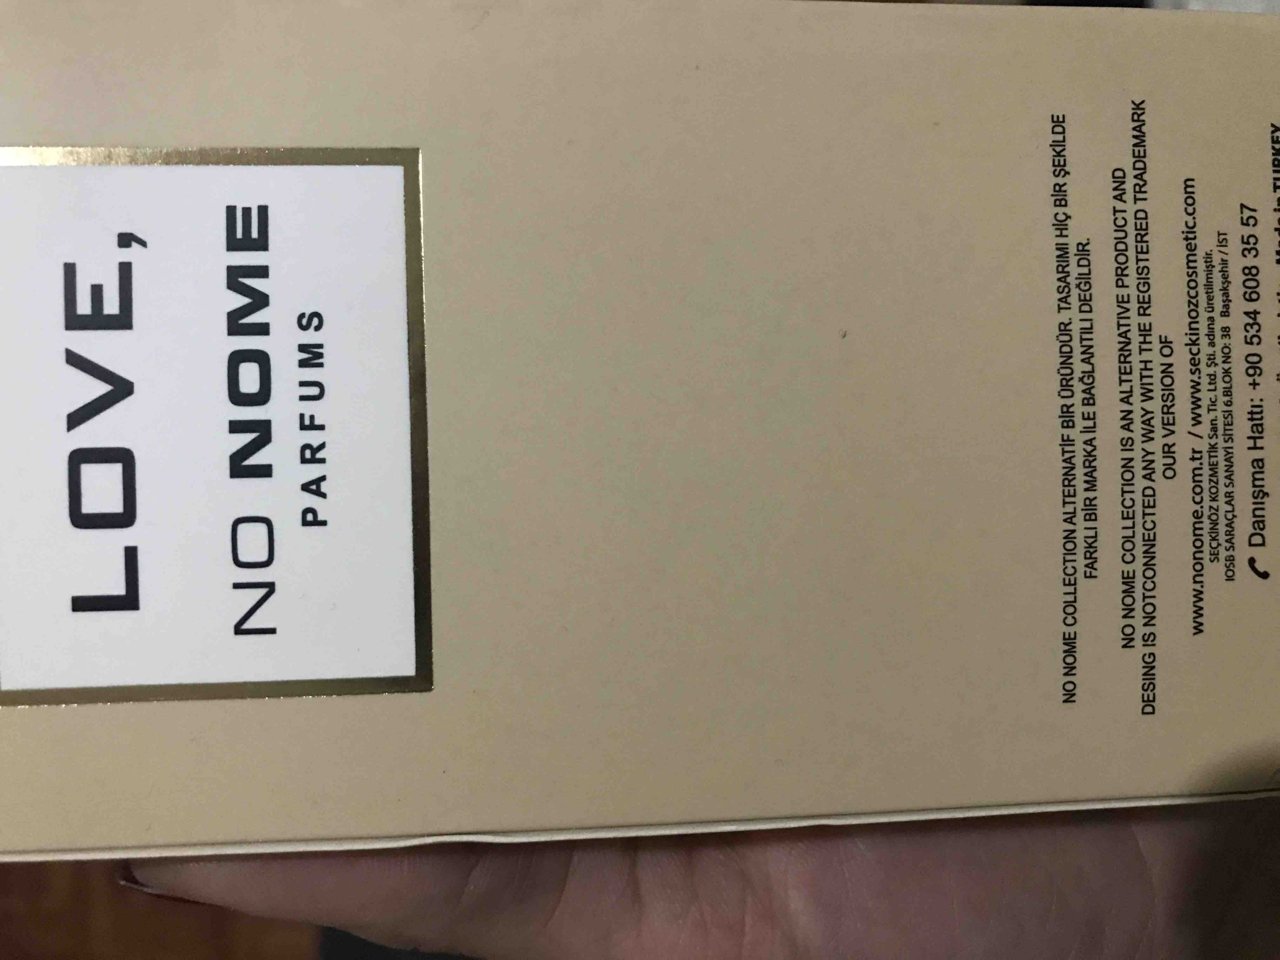 LOVE,
NO NOME
PARFUMS
NO NOME COLLECTION ALTERNATİF BİR ÜRÜNDÜR. TASARIMI HİÇ BİR ŞEKİLDE
FARKLI BİR MARKA İLE BAĞLANTILI DEĞİLDİR.
NO NOME COLLECTION IS AN ALTERNATIVE PRODUCT AND
DESING IS NOTCONNECTED ANY WAY WITH THE REGISTERED TRADEMARK
OUR VERSION OF
www.nonome.com.tr / www.seckinozcosmetic.com
SEÇKİNÖZ KOZMETİK San. Tic. Ltd. Şti. adına üretilmiştir.
IOSB SARAÇLAR SANAYİ SİTESİ 6.BLOK NO: 38 Başakşehir / İST
Danışma Hattı: +90 534 608 35 57
Made in TURKEY